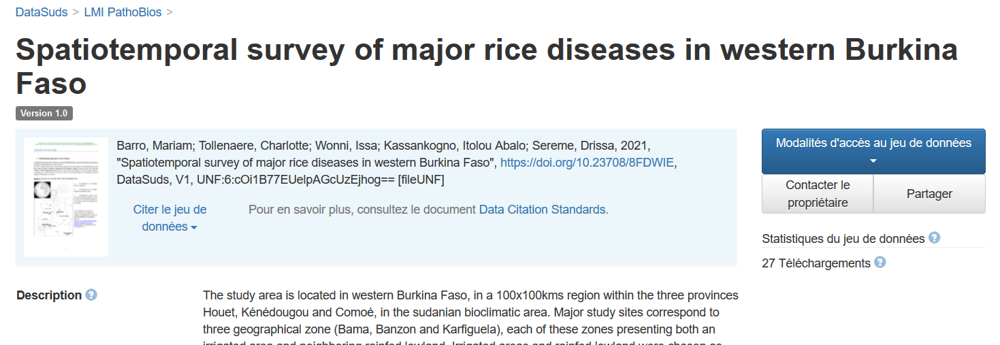 DataSuds > LMI PathoBios >
Spatiotemporal survey of major rice diseases in western Burkina
Faso
Version 1.0
Barro, Mariam; Tollenaere, Charlotte; Wonni, Issa; Kassankogno, Itolou Abalo; Sereme, Drissa, 2021,
"Spatiotemporal survey of major rice diseases in western Burkina Faso", https://doi.org/10.23708/8FDWIE,
DataSuds, V1, UNF:6:cOi1B77EUelpAGcUzEjhog== [fileUNF]
Citer le jeu de
données
Pour en savoir plus, consultez le document Data Citation Standards.
Modalités d'accès au jeu de données
Contacter le
propriétaire
Partager
Statistiques du jeu de données ?
27 Téléchargements ?
Description ?
The study area is located in western Burkina Faso, in a 100x100kms region within the three provinces
Houet, Kénédougou and Comoé, in the sudanian bioclimatic area. Major study sites correspond to
three geographical zone (Bama, Banzon and Karfiguela), each of these zones presenting both an
irrigated area and neighboring rainfed lowland. Irrigated areas and rainfed lowland were chosen as